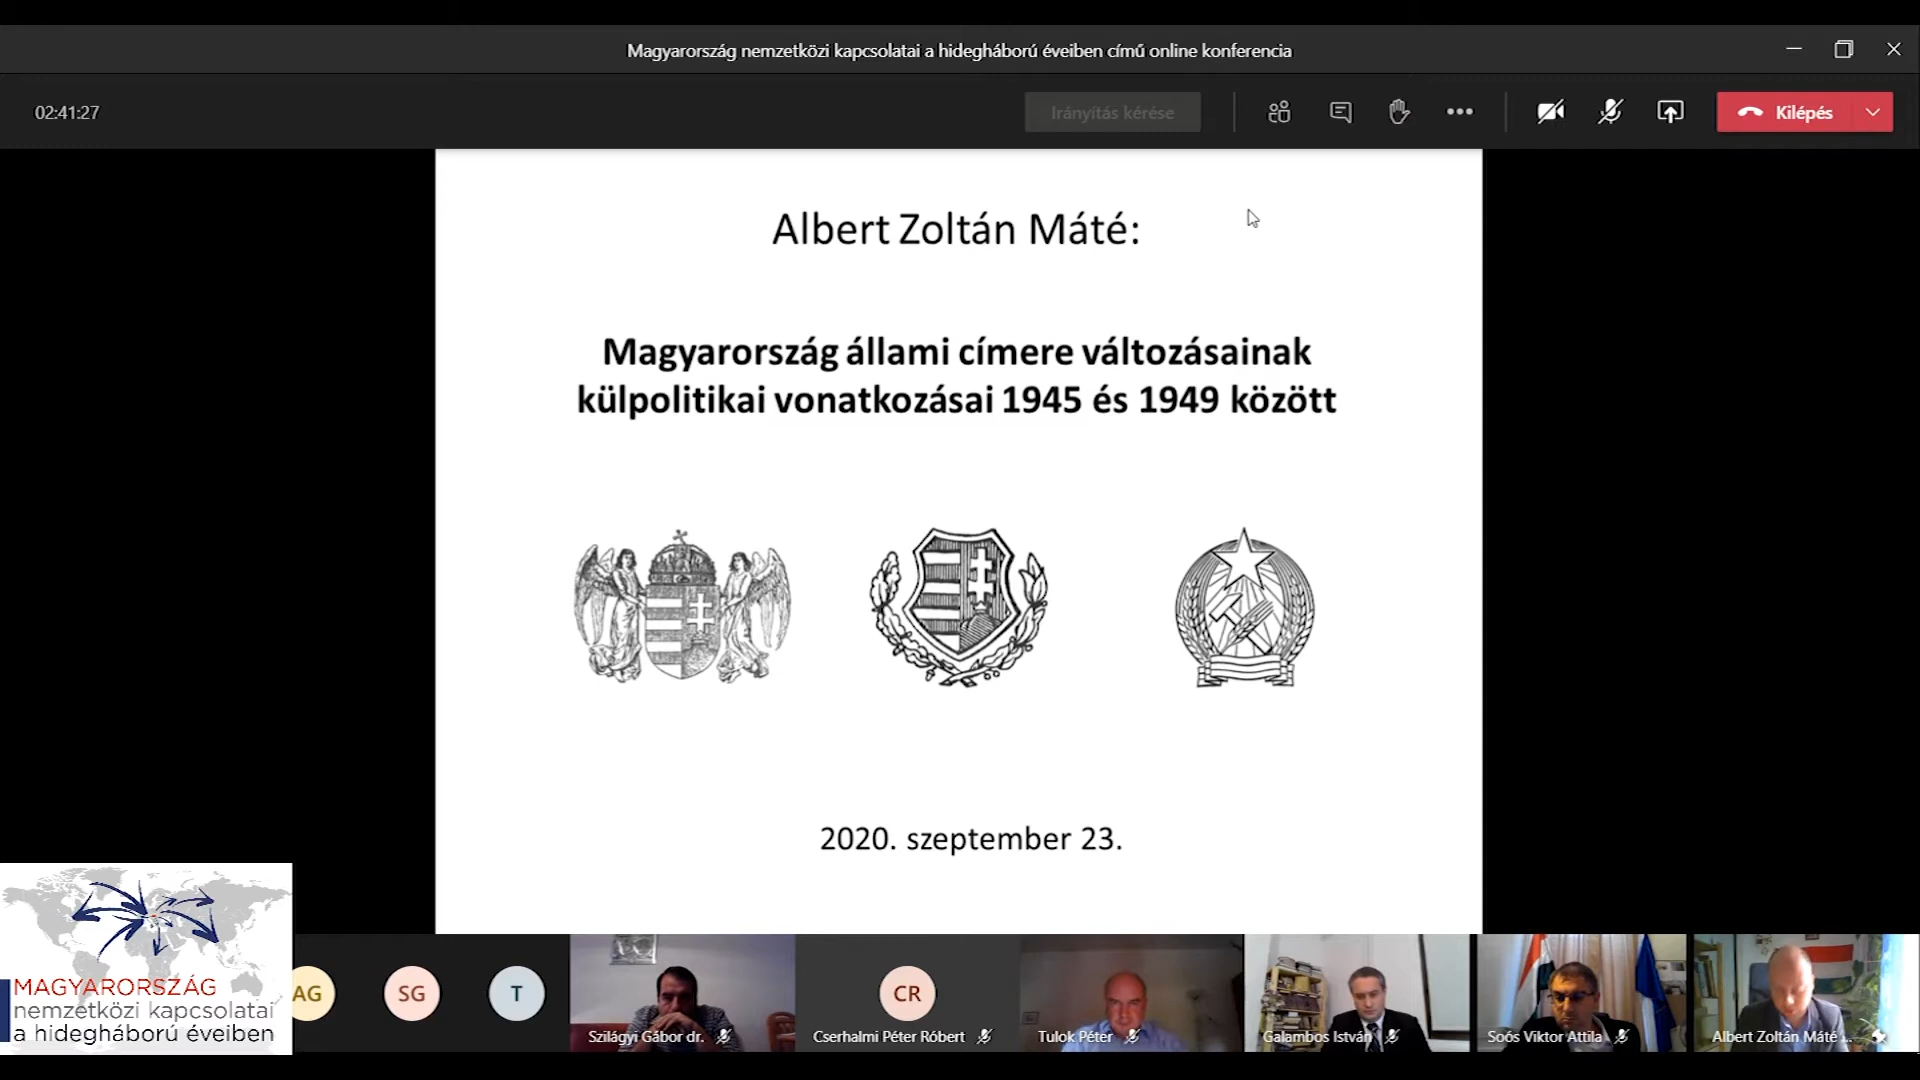 Magyarország nemzetközi kapcsolatai a hidegháború éveiben című online konferencia
02:41:27
Irányítás kérése
Kilépés
Albert Zoltán Máté:
Magyarország állami címere változásainak
külpolitikai vonatkozásai 1945 és 1949 között
2020. szeptember 23.
MAGYARORSZÁG
nemzetközi kapcsolatai
a hidegháború éveiben
AG
SG
T
Szilágyi Gábor dr.
CR
Cserhalmi Péter Róbert
Tulok Péter
Galambos István
Soós Viktor Attila
Albert Zoltán Máté ...